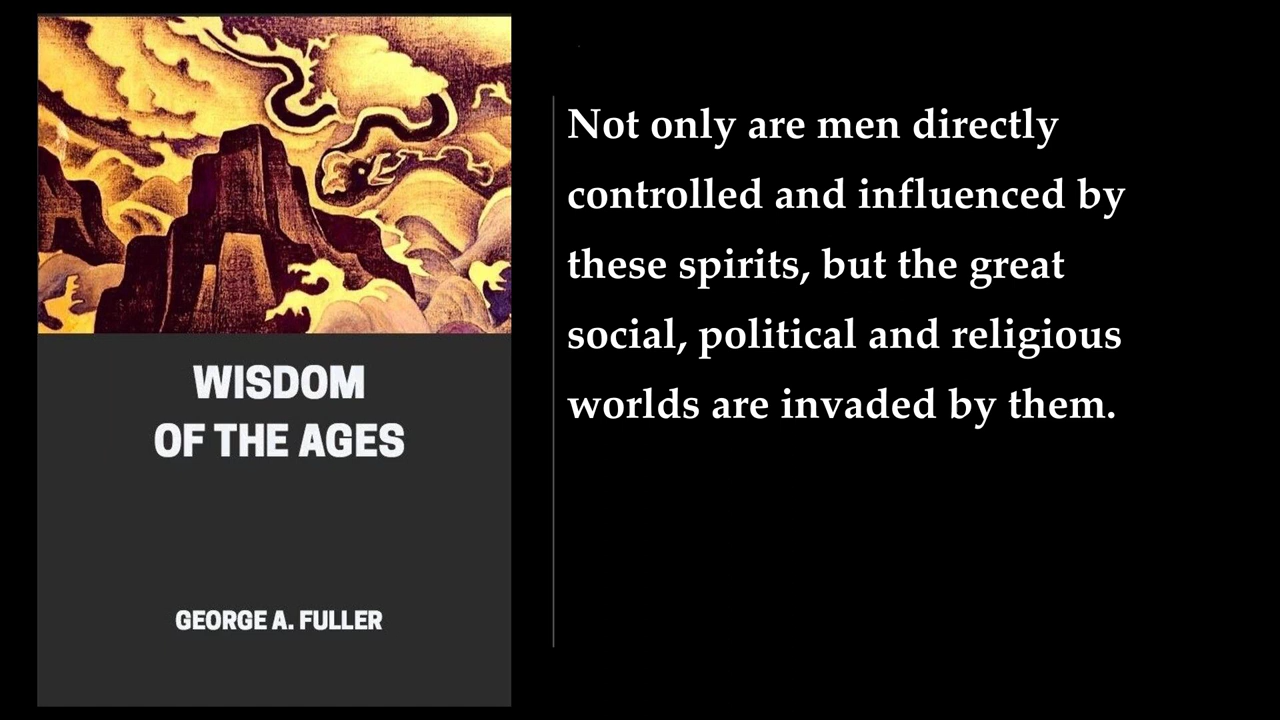 WISDOM
OF THE AGES
GEORGE A. FULLER
Not only are men directly
controlled and influenced by
these spirits, but the great
social, political and religious
worlds are invaded by them.